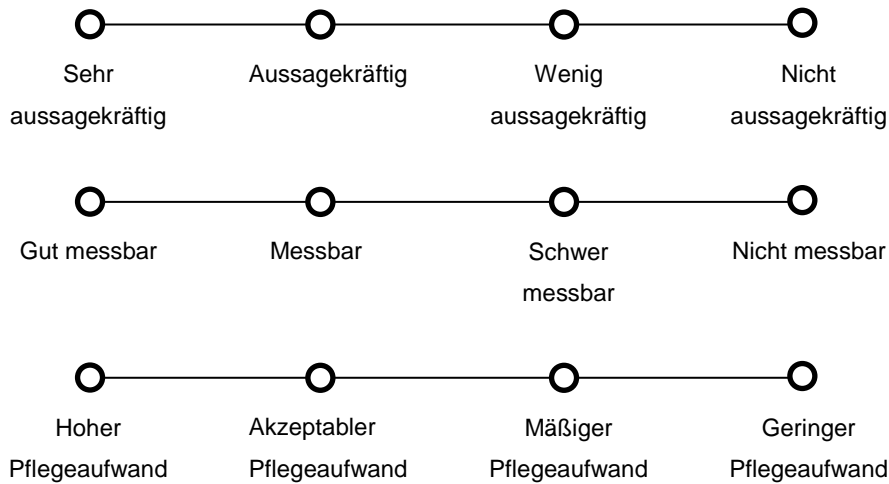 Sehr Aussagekräftig Wenig Nicht
aussagekräftig aussagekräftig aussagekräftig
Gut messbar Messbar Schwer Nicht messbar
messbar
Hoher Akzeptabler Mäßiger Geringer
Pflegeaufwand Pflegeaufwand Pflegeaufwand Pflegeaufwand